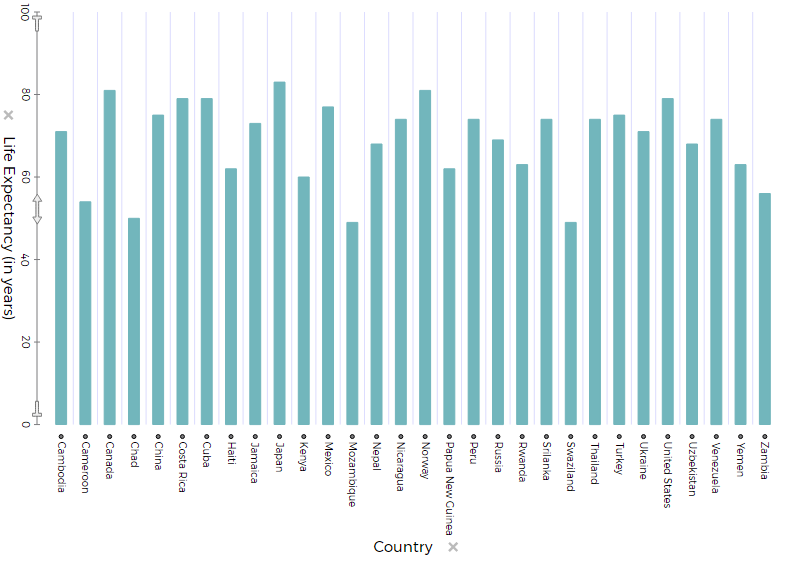 100
80
60
40
20
0
Life Expectancy (in years)
Cambodia
Cameroon
Canada
Chad
China
Costa Rica
Cuba
Haiti
Jamaica
Japan
Kenya
Mexico
Mozambique
Nepal
Nicaragua
Norway
Papua New Guinea
Peru
Russia
Rwanda
Srilanka
Swaziland
Thailand
Turkey
Ukraine
United States
Uzbekistan
Venezuela
Yemen
Zambia
Country